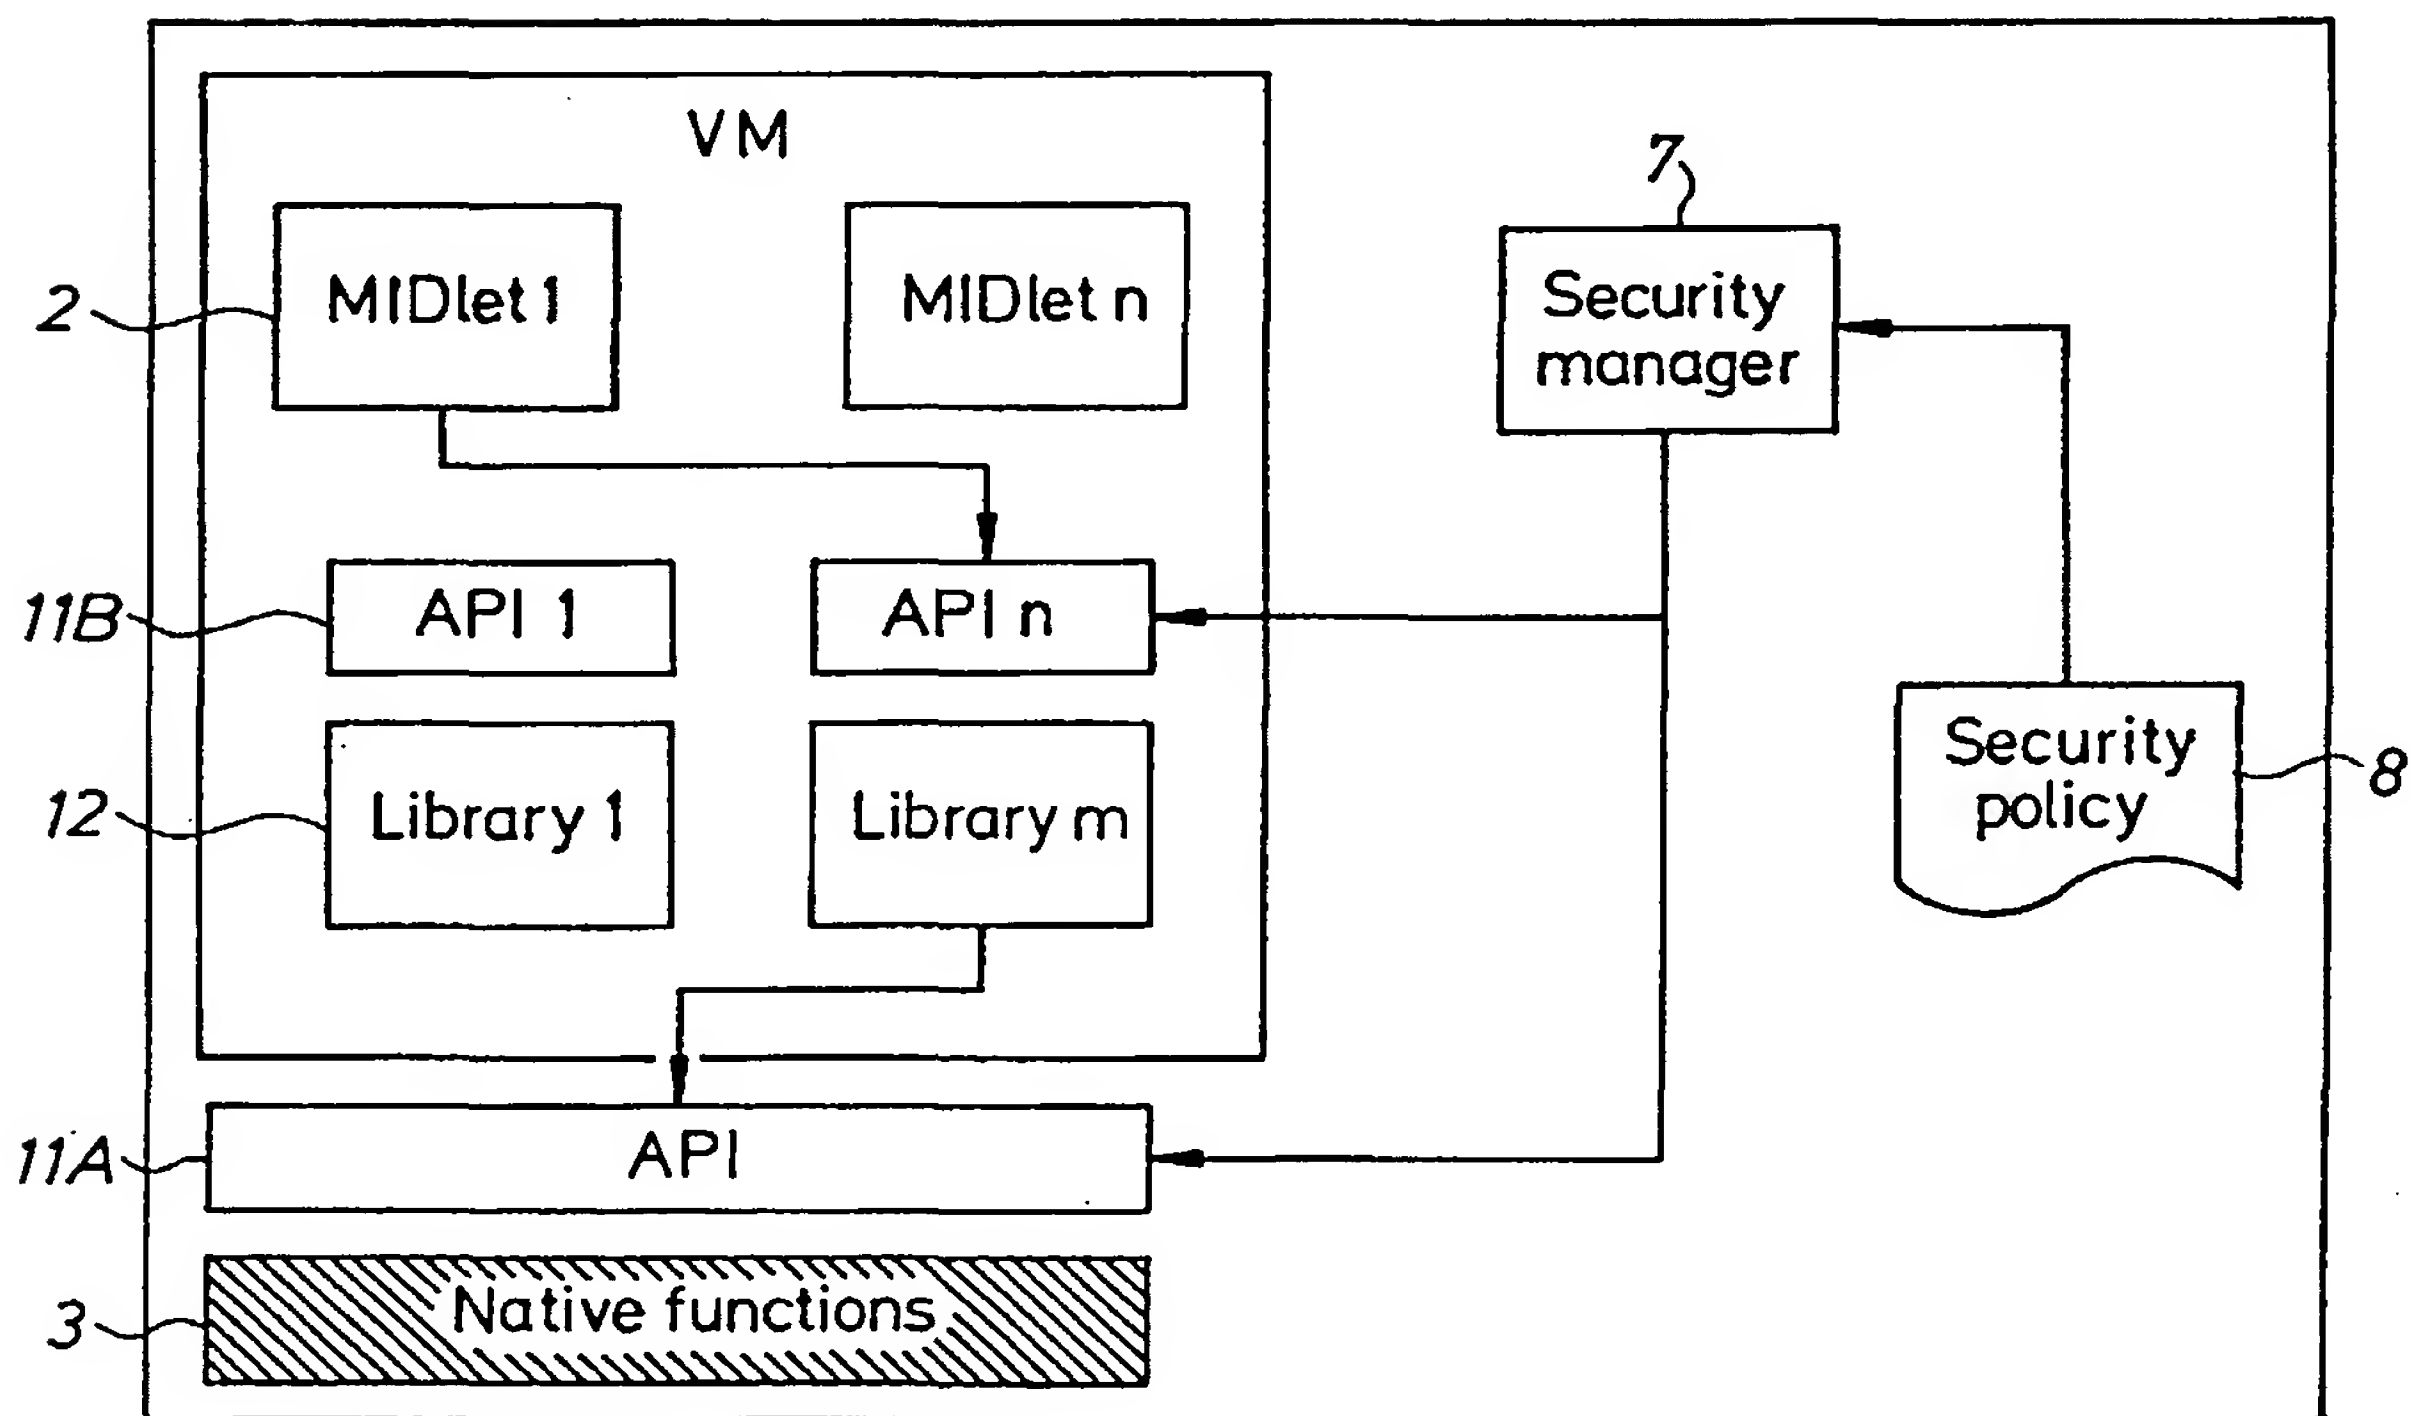 VM
7
MIDlet 1
MIDlet n
Security
manager
2
11B
API 1
API n
12
Library 1
Library m
Security
policy
8
11A
API
3
Native functions